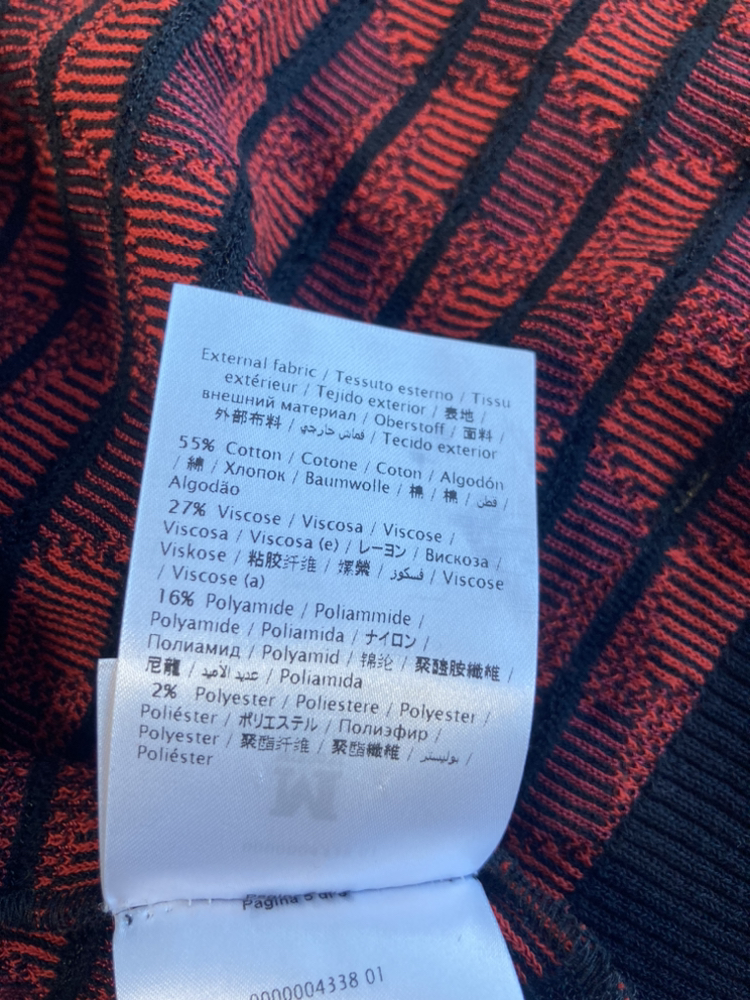 External fabric / Tessuto esterno / Tissu
extérieur / Tejido exterior / 表地 /
внешний материал / Oberstoff / 面料 /
外部布料 / قماش خارجي / Tecido exterior
55% Cotton / Cotone / Coton / Algodón
/ 綿 / Хлопок / Baumwolle / 棉 / 棉 / قطن /
Algodão
27% Viscose / Viscosa / Viscose /
Viscosa / Viscosa (e) / レーヨン / Вискоза /
Viskose / 粘胶纤维 / 嫘縈 / فسكوز / Viscose
/ Viscose (a)
16% Polyamide / Poliammide /
Polyamide / Poliamida / ナイロン /
Полиамид / Polyamid / 锦纶 / 聚醯胺纖維 /
尼龍 / عديد الأميد / Poliamida
2% Polyester / Poliestere / Polyester /
Poliéster / ポリエステル / Полиэфир /
Polyester / 聚酯纤维 / 聚酯纖維 / بوليستر /
Poliéster
M
Pagina 3 di
0000004338 01